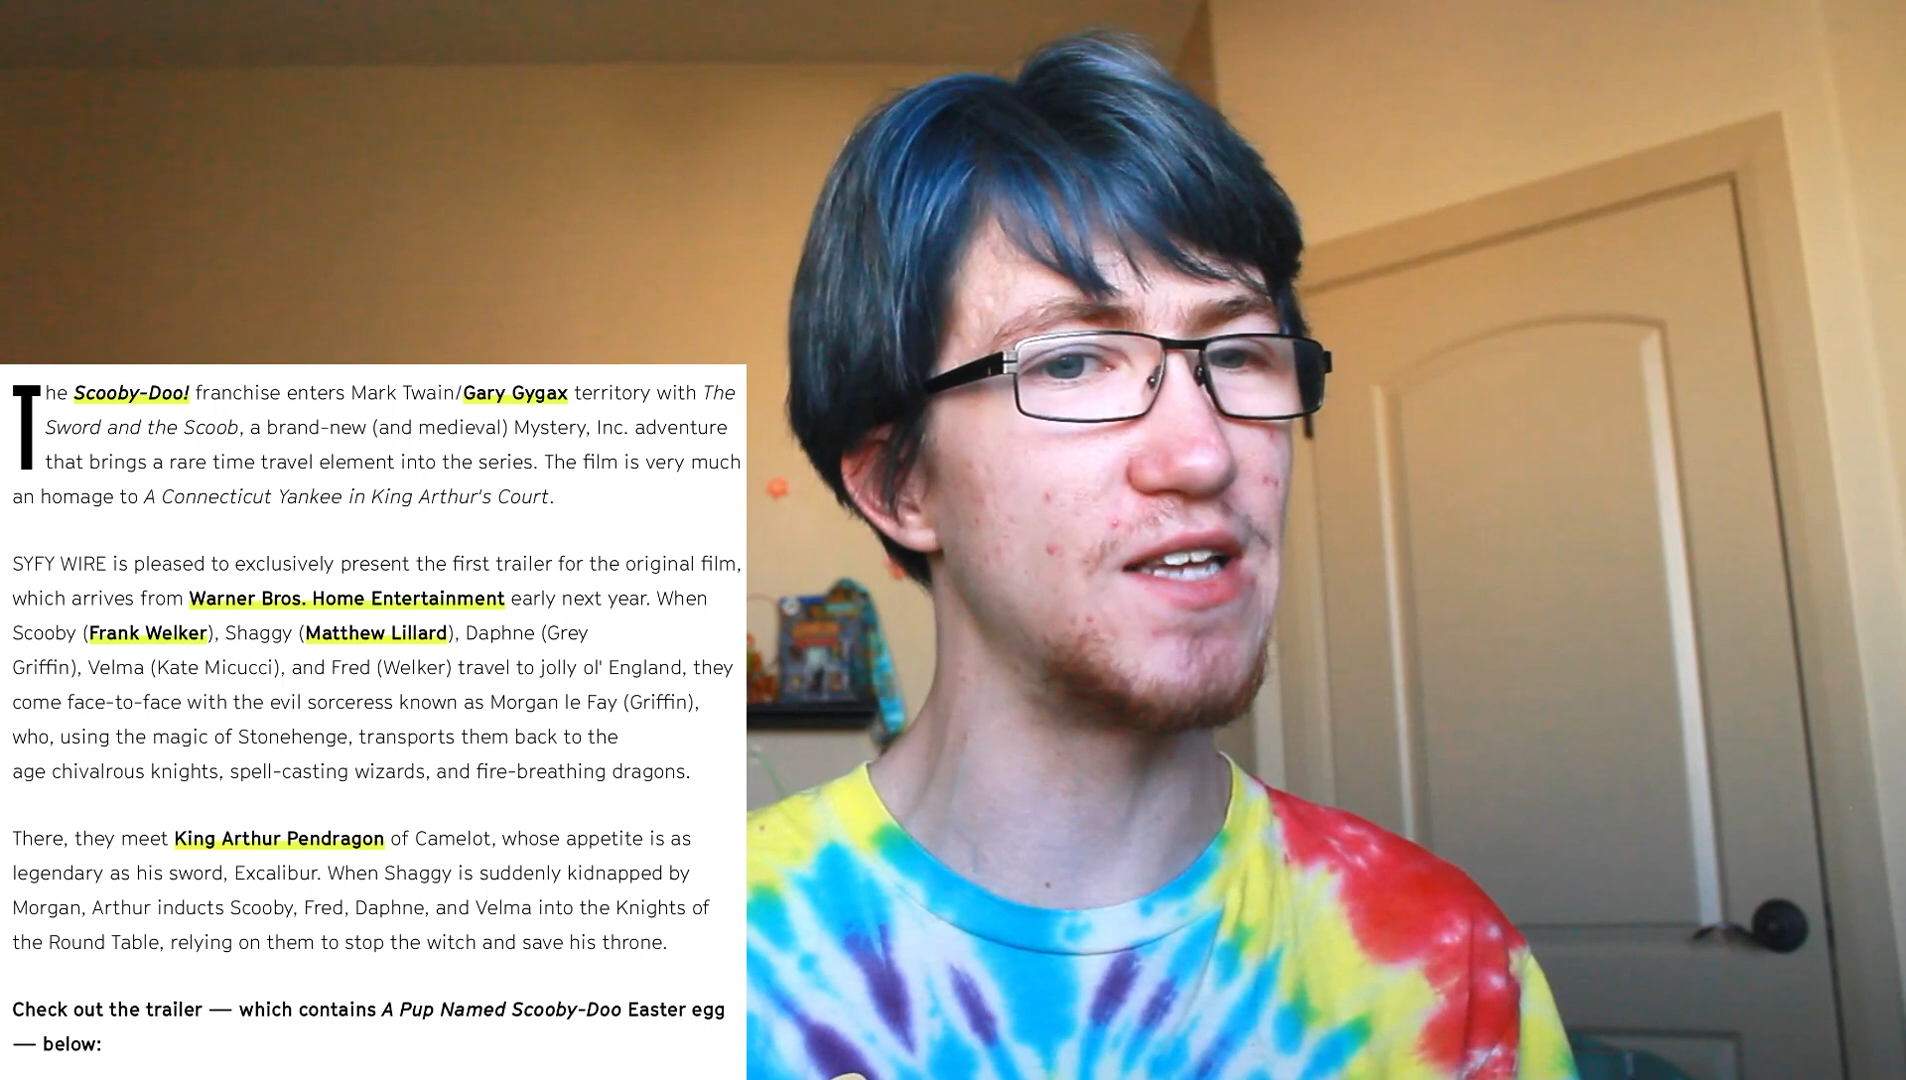 The Scooby-Doo! franchise enters Mark Twain/Gary Gygax territory with The
Sword and the Scoob, a brand-new (and medieval) Mystery, Inc. adventure
that brings a rare time travel element into the series. The film is very much
an homage to A Connecticut Yankee in King Arthur's Court.
SYFY WIRE is pleased to exclusively present the first trailer for the original film,
which arrives from Warner Bros. Home Entertainment early next year. When
Scooby (Frank Welker), Shaggy (Matthew Lillard), Daphne (Grey
Griffin), Velma (Kate Micucci), and Fred (Welker) travel to jolly ol' England, they
come face-to-face with the evil sorceress known as Morgan le Fay (Griffin),
who, using the magic of Stonehenge, transports them back to the
age chivalrous knights, spell-casting wizards, and fire-breathing dragons.
There, they meet King Arthur Pendragon of Camelot, whose appetite is as
legendary as his sword, Excalibur. When Shaggy is suddenly kidnapped by
Morgan, Arthur inducts Scooby, Fred, Daphne, and Velma into the Knights of
the Round Table, relying on them to stop the witch and save his throne.
Check out the trailer — which contains A Pup Named Scooby-Doo Easter egg
— below: